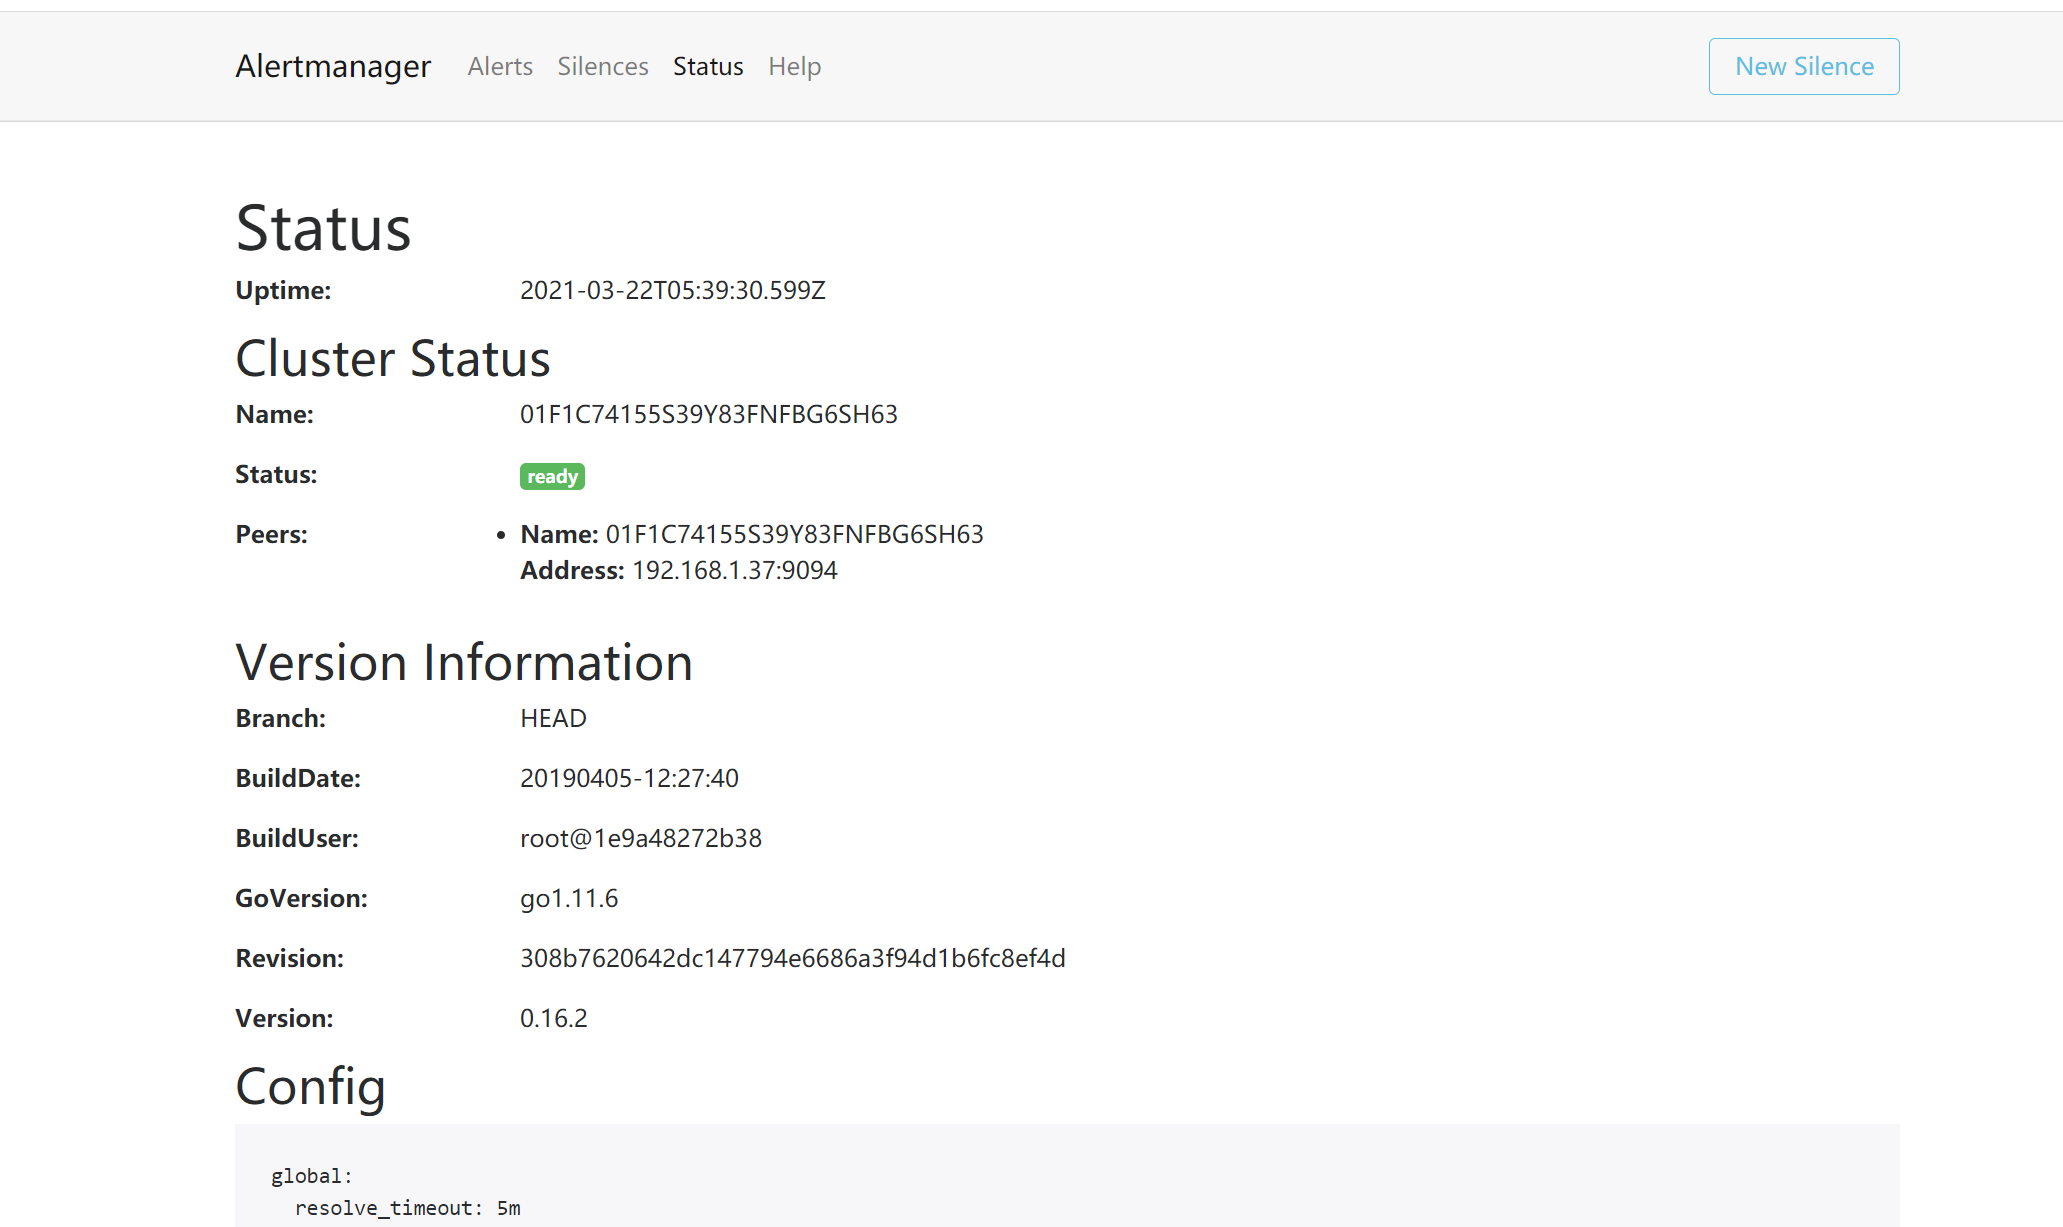 Alertmanager Alerts Silences Status Help New Silence
Status
Uptime: 2021-03-22T05:39:30.599Z
Cluster Status
Name: 01F1C74155S39Y83FNFBG6SH63
Status: ready
Peers: • Name: 01F1C74155S39Y83FNFBG6SH63
Address: 192.168.1.37:9094
Version Information
Branch: HEAD
BuildDate: 20190405-12:27:40
BuildUser: root@1e9a48272b38
GoVersion: go1.11.6
Revision: 308b7620642dc147794e6686a3f94d1b6fc8ef4d
Version: 0.16.2
Config
global:
  resolve_timeout: 5m